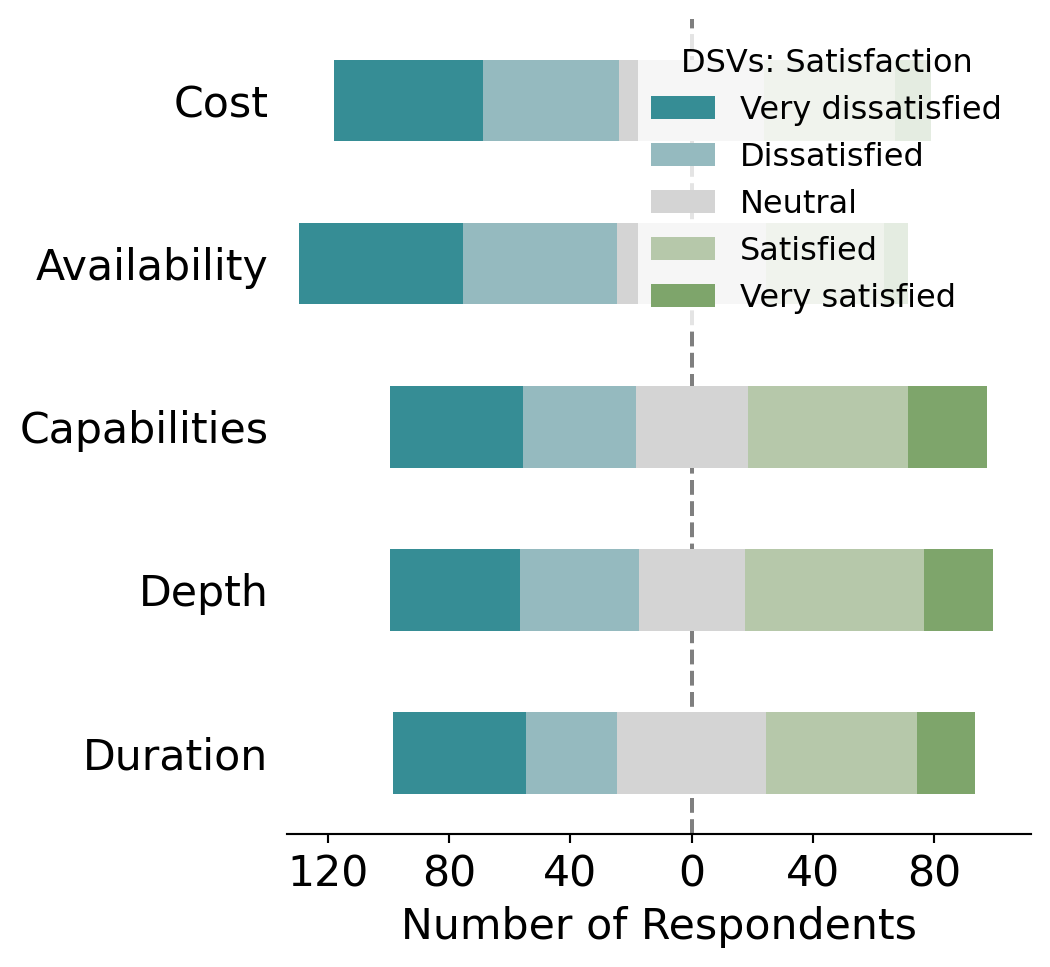 DSVs: Satisfaction
Very dissatisfied
Dissatisfied
Neutral
Satisfied
Very satisfied
Cost
Availability
Capabilities
Depth
Duration
120 80 40 0 40 80
Number of Respondents